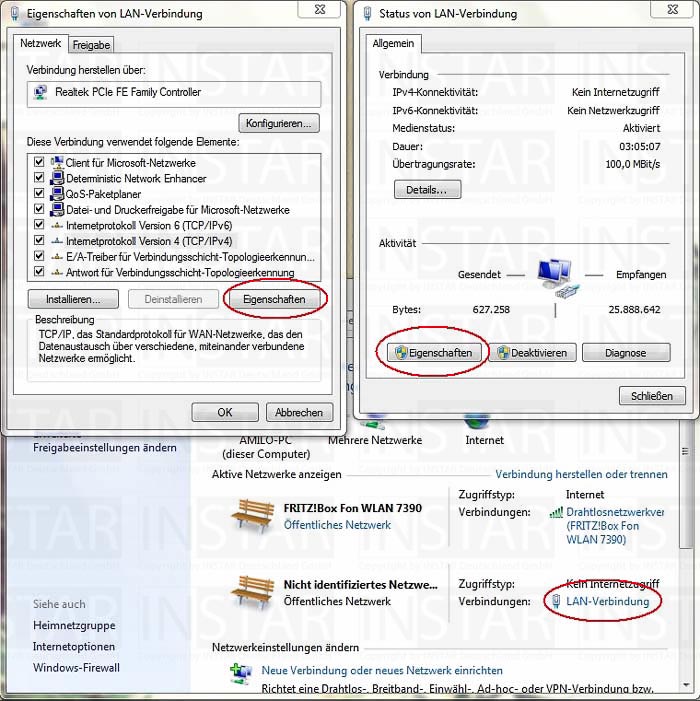 Eigenschaften von LAN-Verbindung
Netzwerk
Freigabe
Verbindung herstellen über:
Realtek PCIe FE Family Controller
Konfigurieren...
Diese Verbindung verwendet folgende Elemente:
Client für Microsoft-Netzwerke
Deterministic Network Enhancer
QoS-Paketplaner
Datei- und Druckerfreigabe für Microsoft-Netzwerke
Internetprotokoll Version 6 (TCP/IPv6)
Internetprotokoll Version 4 (TCP/IPv4)
E/A-Treiber für Verbindungsschicht-Topologieerkennun...
Antwort für Verbindungsschicht-Topologieerkennung
Installieren...
Deinstallieren
Eigenschaften
Beschreibung
TCP/IP, das Standardprotokoll für WAN-Netzwerke, das den
Datenaustausch über verschiedene, miteinander verbundene
Netzwerke ermöglicht.
OK
Abbrechen
Status von LAN-Verbindung
Allgemein
Verbindung
IPv4-Konnektivität: Kein Internetzugriff
IPv6-Konnektivität: Kein Netzwerkzugriff
Medienstatus: Aktiviert
Dauer: 03:05:07
Übertragungsrate: 100,0 MBit/s
Details...
Aktivität
Gesendet
Empfangen
Bytes: 627.258 25.888.642
Eigenschaften
Deaktivieren
Diagnose
Schließen
Freigabeeinstellungen ändern
Siehe auch
Heimnetzgruppe
Internetoptionen
Windows-Firewall
AMILO-PC
(dieser Computer)
Mehrere Netzwerke
Internet
Aktive Netzwerke anzeigen
Verbindung herstellen oder trennen
FRITZ!Box Fon WLAN 7390
Öffentliches Netzwerk
Zugriffstyp: Internet
Verbindungen: Drahtlosnetzwerkver
(FRITZ!Box Fon
WLAN 7390)
Nicht identifiziertes Netzwe...
Öffentliches Netzwerk
Zugriffstyp: Kein Internetzugriff
Verbindungen: LAN-Verbindung
Netzwerkeinstellungen ändern
Neue Verbindung oder neues Netzwerk einrichten
Richtet eine Drahtlos-, Breitband-, Einwähl-, Ad-hoc- oder VPN-Verbindung bzw.
INSTAR
Copyright by INSTAR Deutschland GmbH